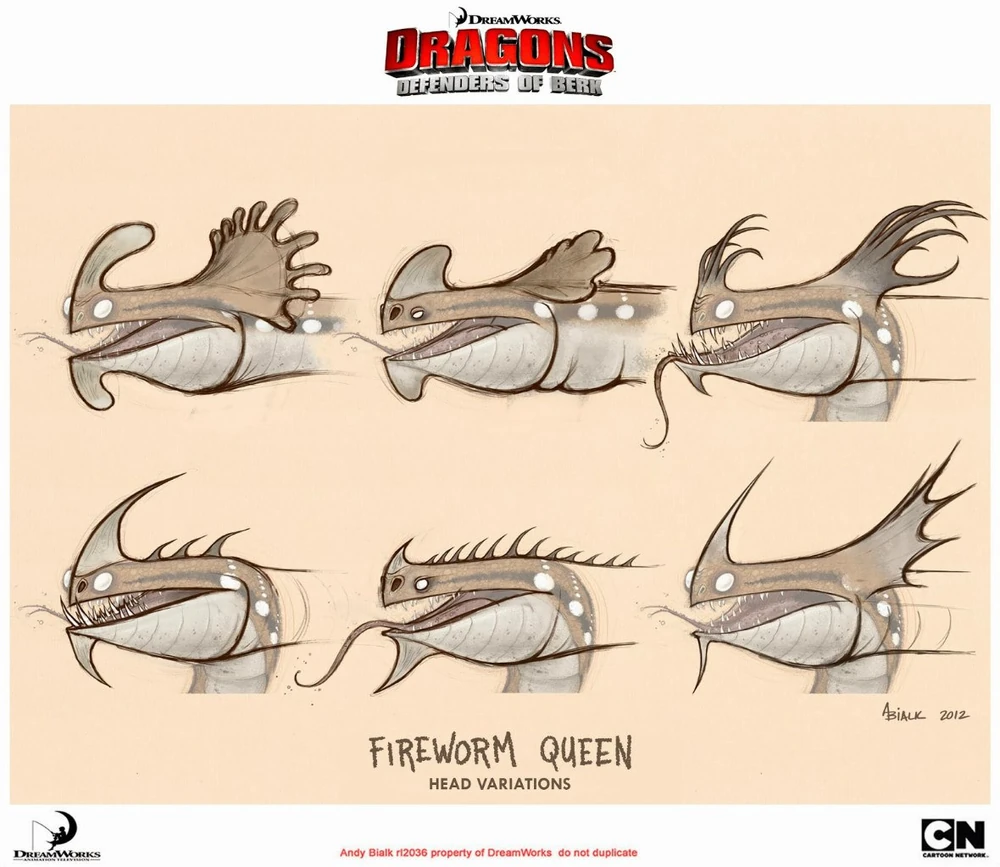 DREAMWORKS
DRAGONS
DEFENDERS OF BERK
ABIALK 2012
FIREWORM QUEEN
HEAD VARIATIONS
DREAMWORKS
ANIMATION TELEVISION
Andy Bialk rl2036 property of DreamWorks do not duplicate
CN
CARTOON NETWORK